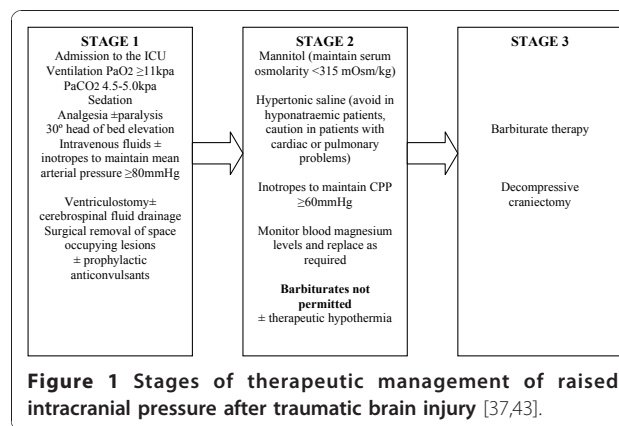 STAGE 1
Admission to the ICU
Ventilation PaO2 ≥11kpa
PaCO2 4.5-5.0kpa
Sedation
Analgesia ±paralysis
30º head of bed elevation
Intravenous fluids ±
inotropes to maintain mean
arterial pressure ≥80mmHg
Ventriculostomy±
cerebrospinal fluid drainage
Surgical removal of space
occupying lesions
± prophylactic
anticonvulsants
STAGE 2
Mannitol (maintain serum
osmolarity <315 mOsm/kg)
Hypertonic saline (avoid in
hyponatraemic patients,
caution in patients with
cardiac or pulmonary
problems)
Inotropes to maintain CPP
≥60mmHg
Monitor blood magnesium
levels and replace as
required
Barbiturates not
permitted
± therapeutic hypothermia
STAGE 3
Barbiturate therapy
Decompressive
craniectomy
Figure 1 Stages of therapeutic management of raised
intracranial pressure after traumatic brain injury [37,43].